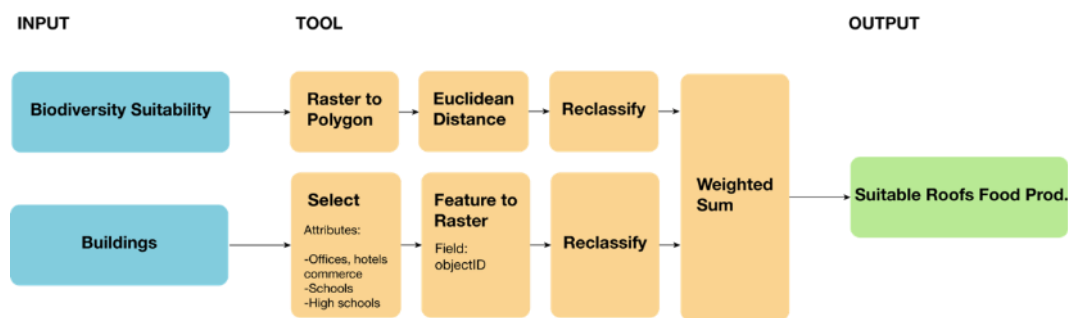 INPUT
TOOL
OUTPUT
Biodiversity Suitability
Raster to
Polygon
Euclidean
Distance
Reclassify
Weighted
Sum
Suitable Roofs Food Prod.
Buildings
Select
Attributes:
-Offices, hotels
commerce
-Schools
-High schools
Feature to
Raster
Field:
objectID
Reclassify